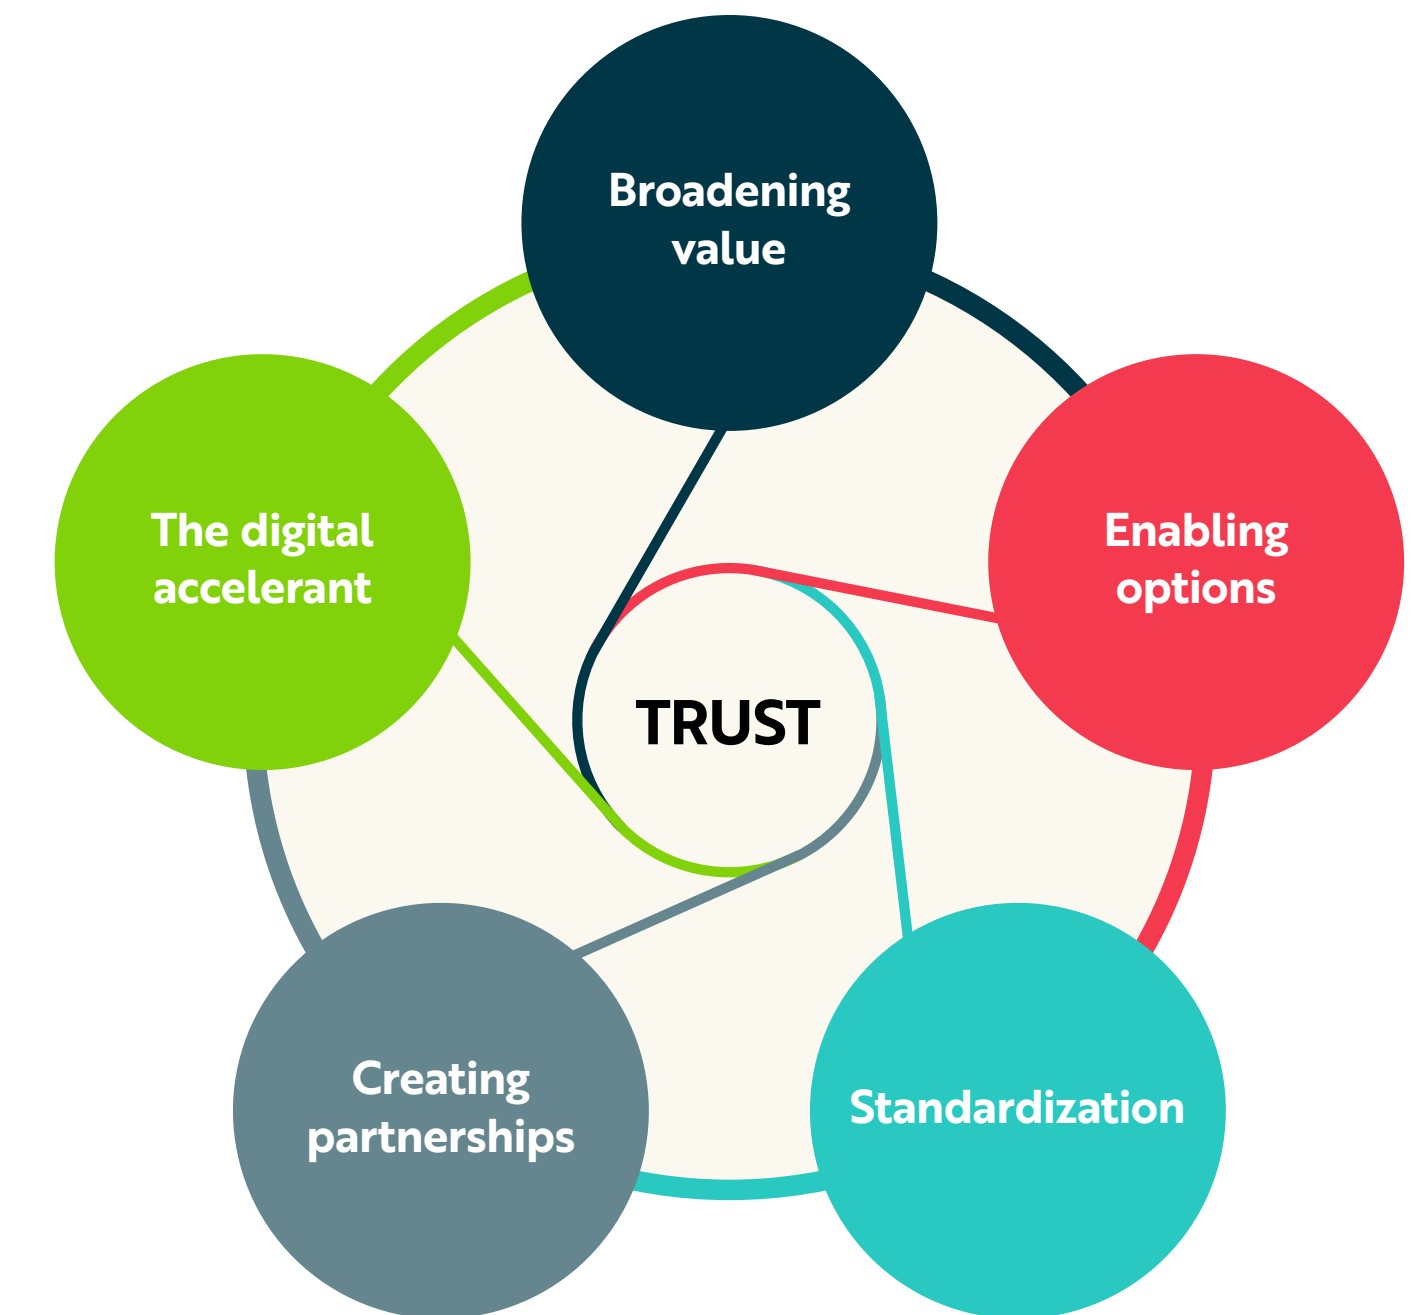 Broadening
value
Enabling
options
Standardization
Creating
partnerships
The digital
accelerant
TRUST